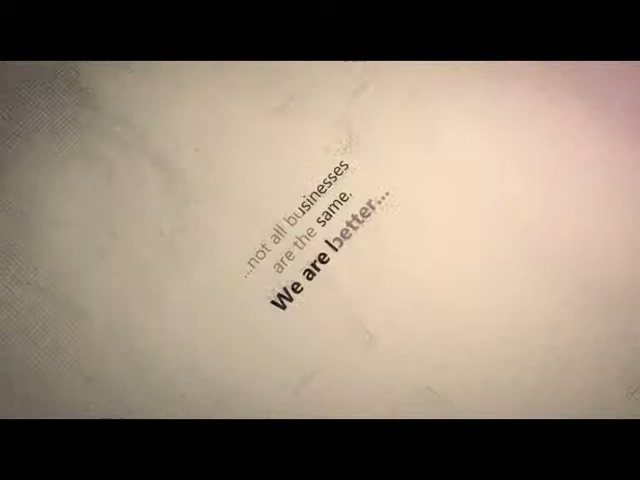 ...not all businesses
are the same.
We are better...